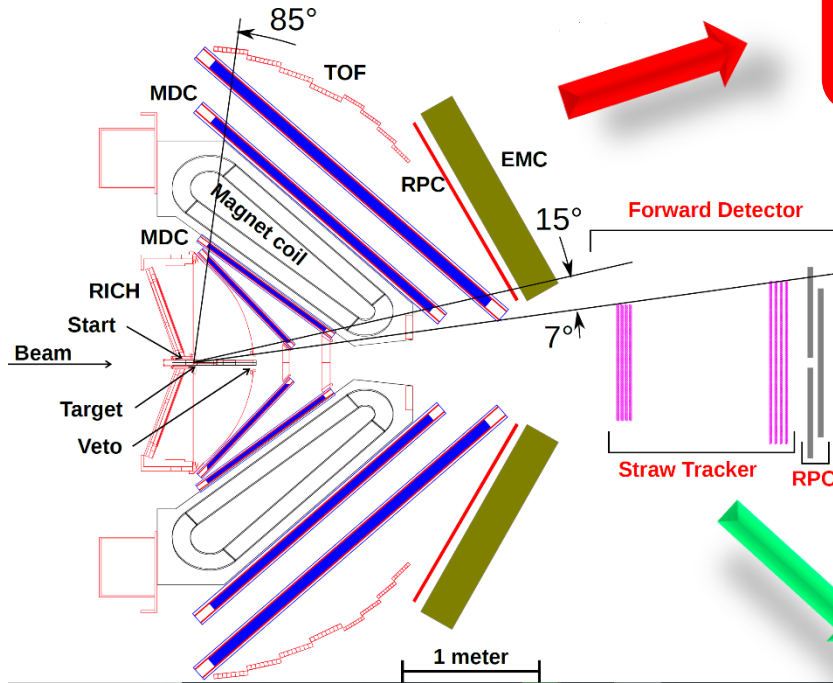 85°
TOF
MDC
EMC
RPC
Magnet coil
15°
Forward Detector
MDC
RICH
Start
7°
Beam
Target
Veto
Straw Tracker
RPC
1 meter